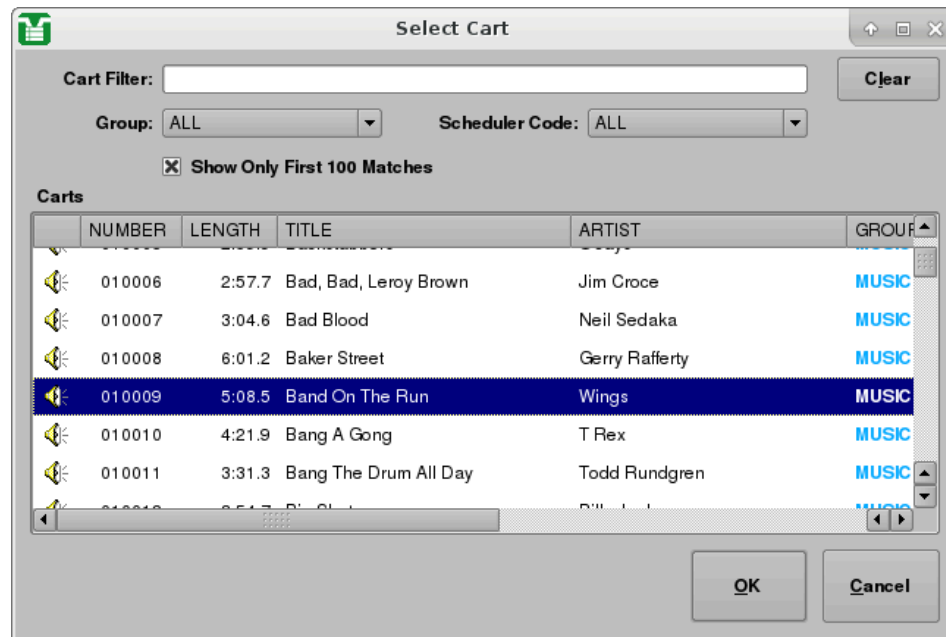 Select Cart
Cart Filter: Clear
Group: ALL Scheduler Code: ALL
Show Only First 100 Matches
Carts
NUMBER LENGTH TITLE ARTIST GROUP
010006 2:57.7 Bad, Bad, Leroy Brown Jim Croce MUSIC
010007 3:04.6 Bad Blood Neil Sedaka MUSIC
010008 6:01.2 Baker Street Gerry Rafferty MUSIC
010009 5:08.5 Band On The Run Wings MUSIC
010010 4:21.9 Bang A Gong T Rex MUSIC
010011 3:31.3 Bang The Drum All Day Todd Rundgren MUSIC
OK Cancel